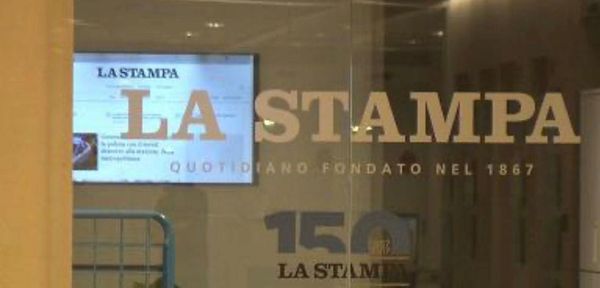 LA STAMPA
LA STAMPA
QUOTIDIANO FONDATO NEL 1867
150
LA STAMPA